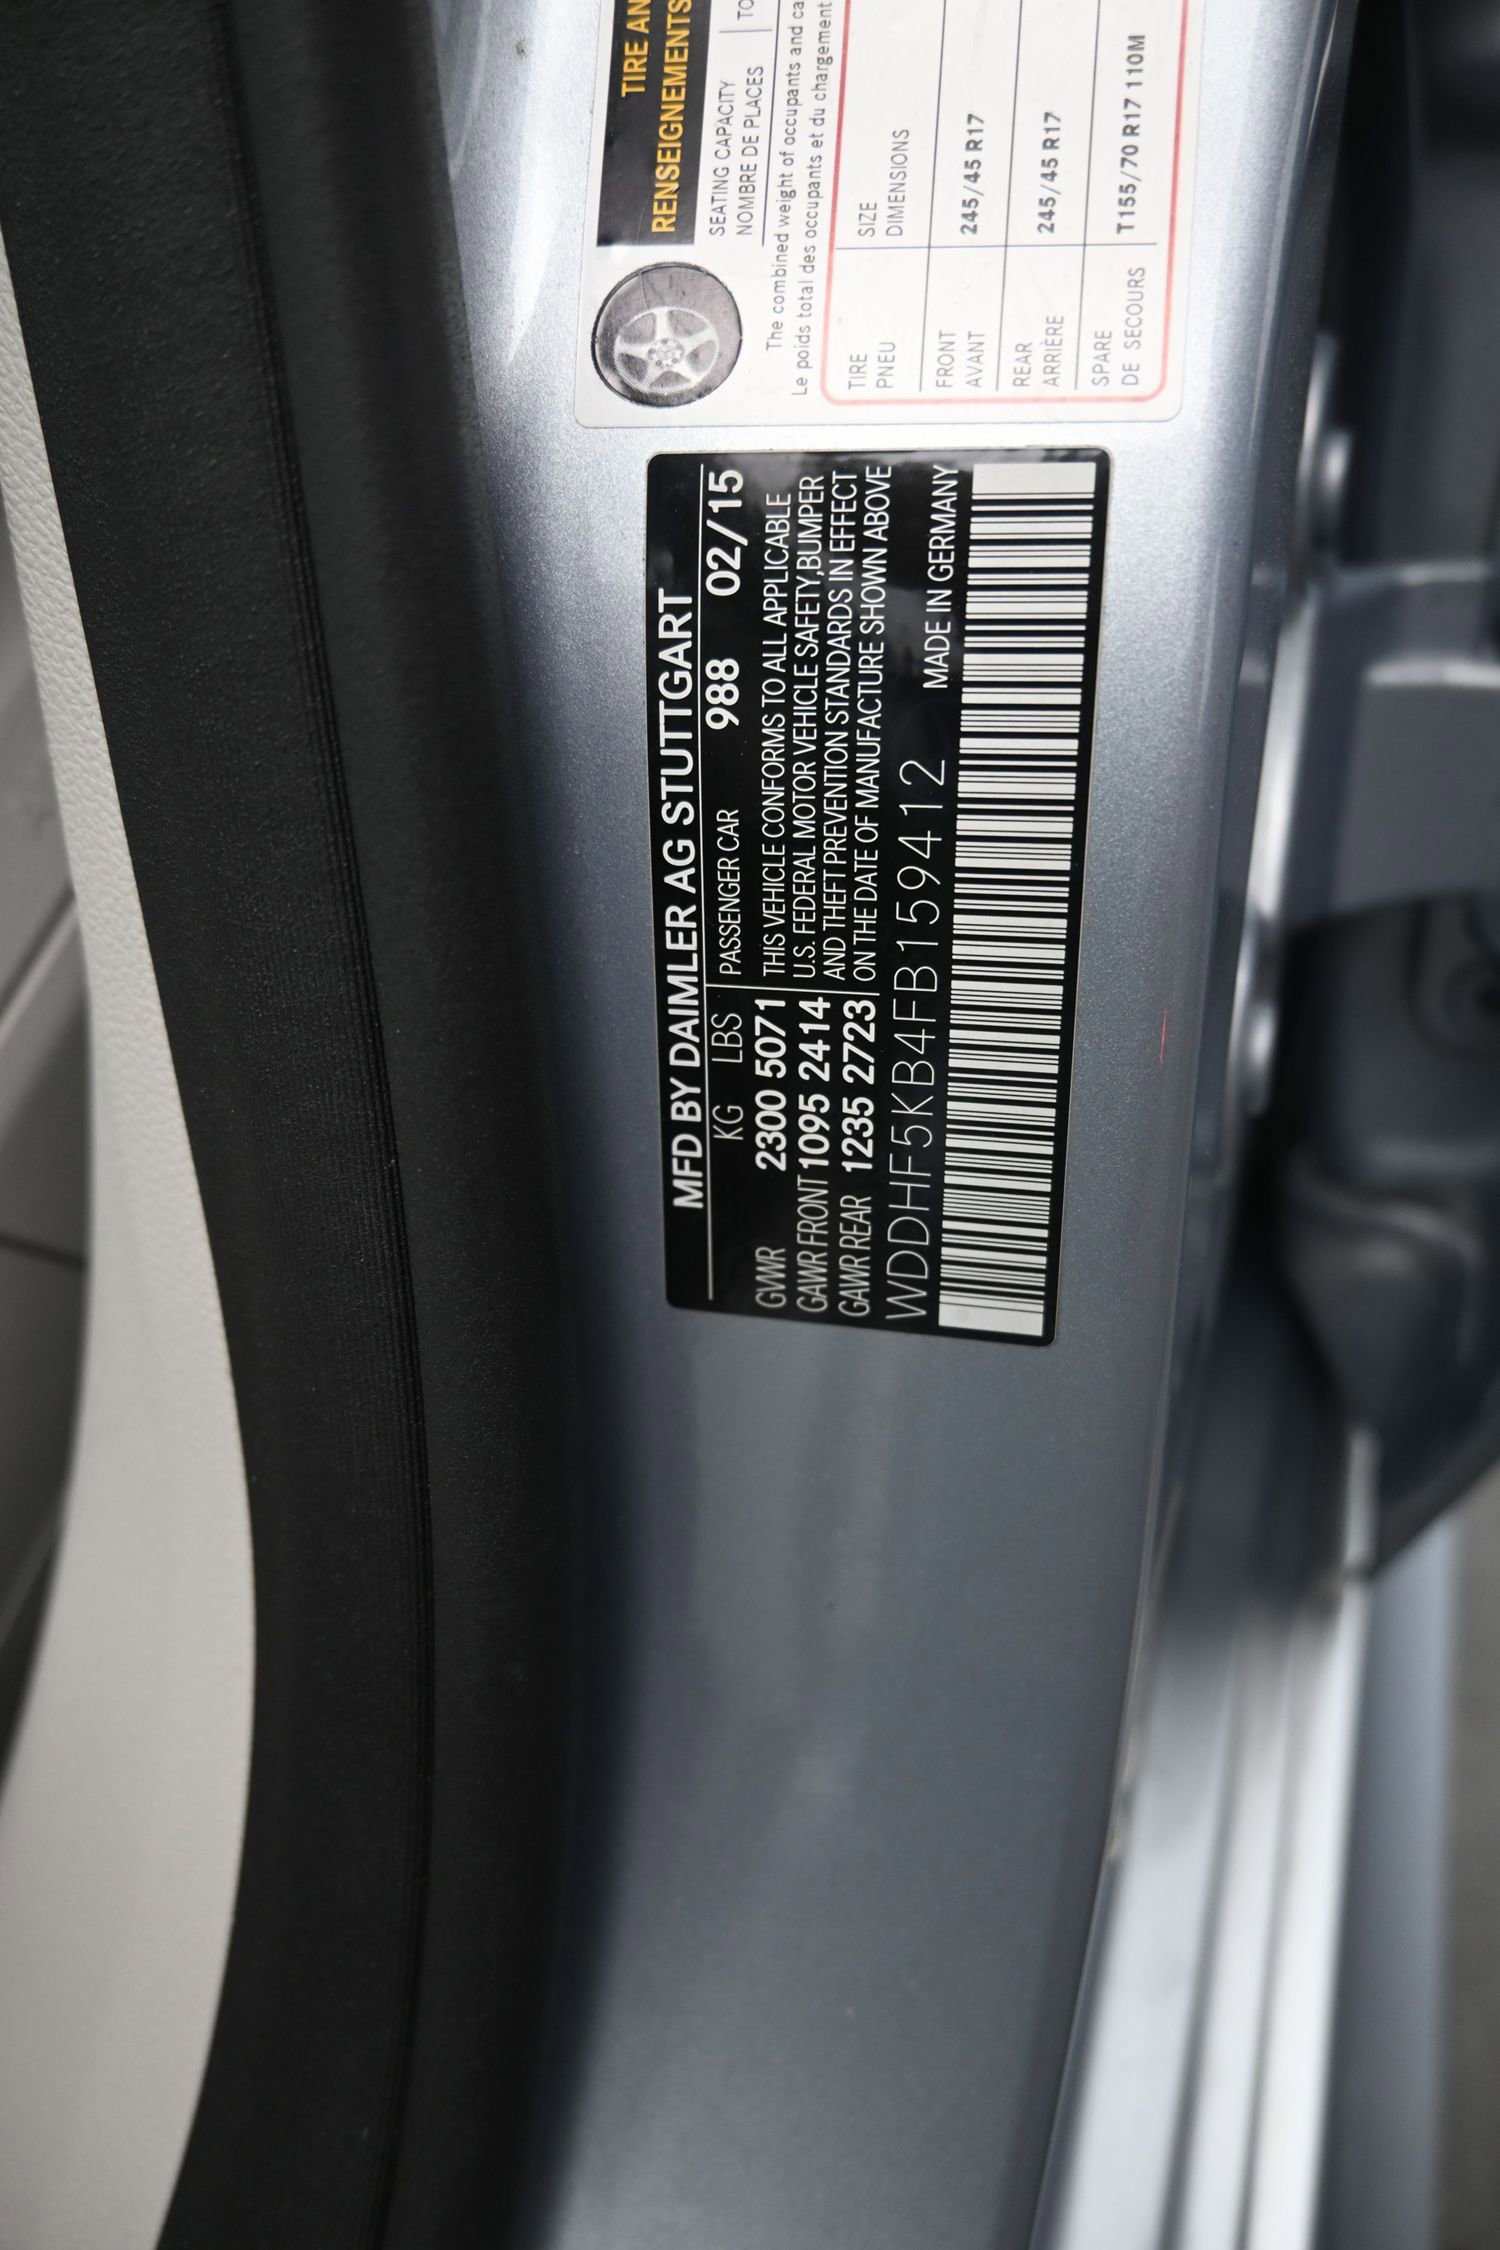 TIRE AN
RENSEIGNEMENTS
SEATING CAPACITY
NOMBRE DE PLACES
TO
The combined weight of occupants and ca
Le poids total des occupants et du chargement
TIRE SIZE
PNEU DIMENSIONS
FRONT 245/45 R17
AVANT
REAR 245/45 R17
ARRIÈRE
SPARE T155/70 R17 110M
DE SECOURS
MFD BY DAIMLER AG STUTTGART
KG LBS PASSENGER CAR 988 02/15
GVWR 2300 5071 THIS VEHICLE CONFORMS TO ALL APPLICABLE
GAWR FRONT 1095 2414 U.S. FEDERAL MOTOR VEHICLE SAFETY,BUMPER
GAWR REAR 1235 2723 AND THEFT PREVENTION STANDARDS IN EFFECT
ON THE DATE OF MANUFACTURE SHOWN ABOVE
WDDHF5KB4FB159412 MADE IN GERMANY